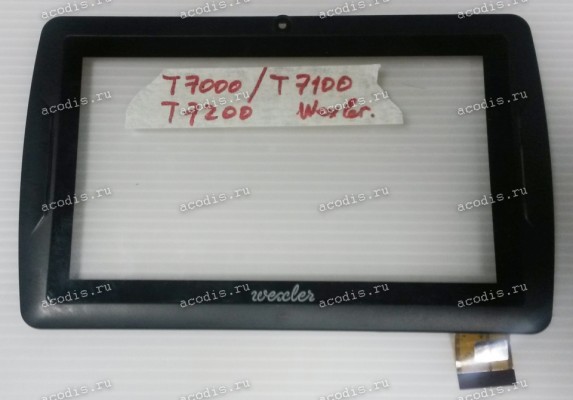 T7000/T7100
T7200 Wexler.
wexler
acodis.ru